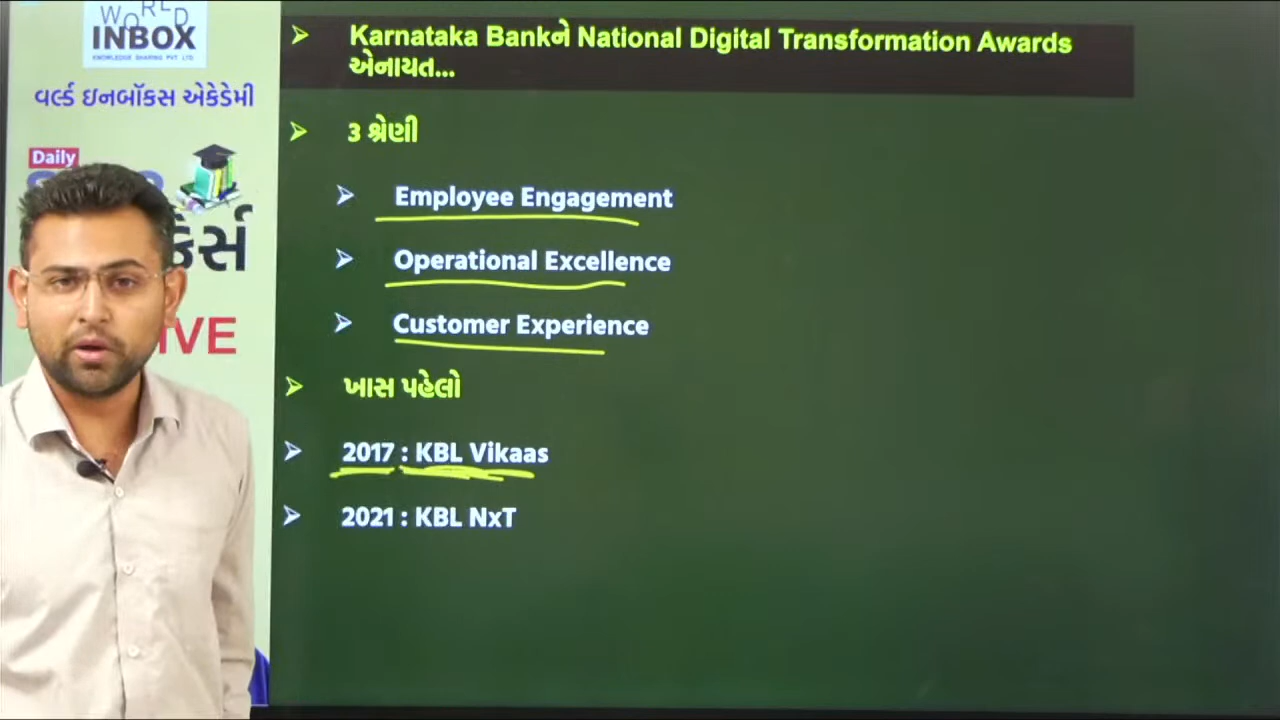 WORLD
INBOX
KNOWLEDGE SHARING PVT. LTD.
વર્લ્ડ ઇનબૉક્સ એકેડેમી
Daily
IVE
➢ Karnataka Bankને National Digital Transformation Awards
એનાયત...
➢ 3 શ્રેણી
➢ Employee Engagement
➢ Operational Excellence
➢ Customer Experience
➢ ખાસ પહેલો
➢ 2017 : KBL Vikaas
➢ 2021 : KBL NxT